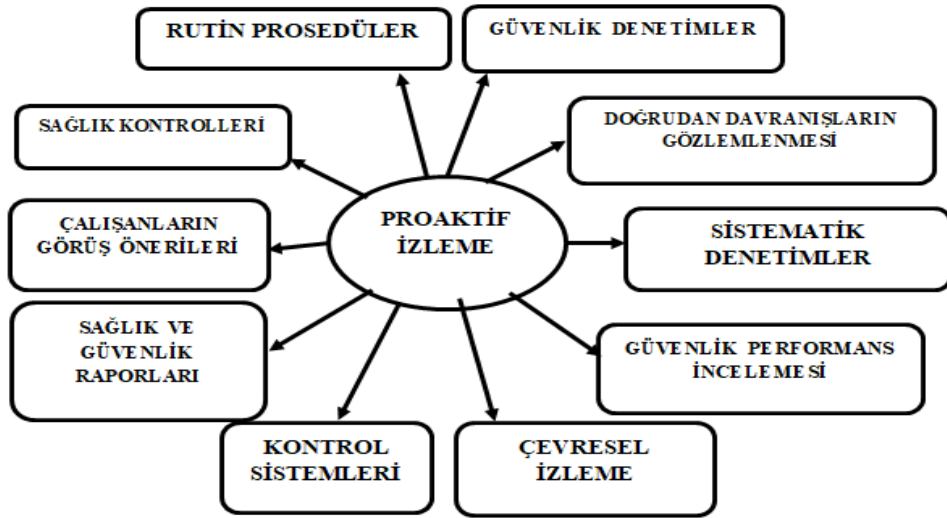 RUTİN PROSEDÜLER
GÜVENLİK DENETİMLER
SAĞLIK KONTROLLERİ
DOĞRUDAN DAVRANIŞLARIN
GÖZLEMLENMESİ
PROAKTİF
İZLEME
ÇALIŞANLARIN
GÖRÜŞ ÖNERİLERİ
SİSTEMATİK
DENETİMLER
SAĞLIK VE
GÜVENLİK
RAPORLARI
GÜVENLİK PERFORMANS
İNCELEMESİ
KONTROL
SİSTEMLERİ
ÇEVRESEL
İZLEME